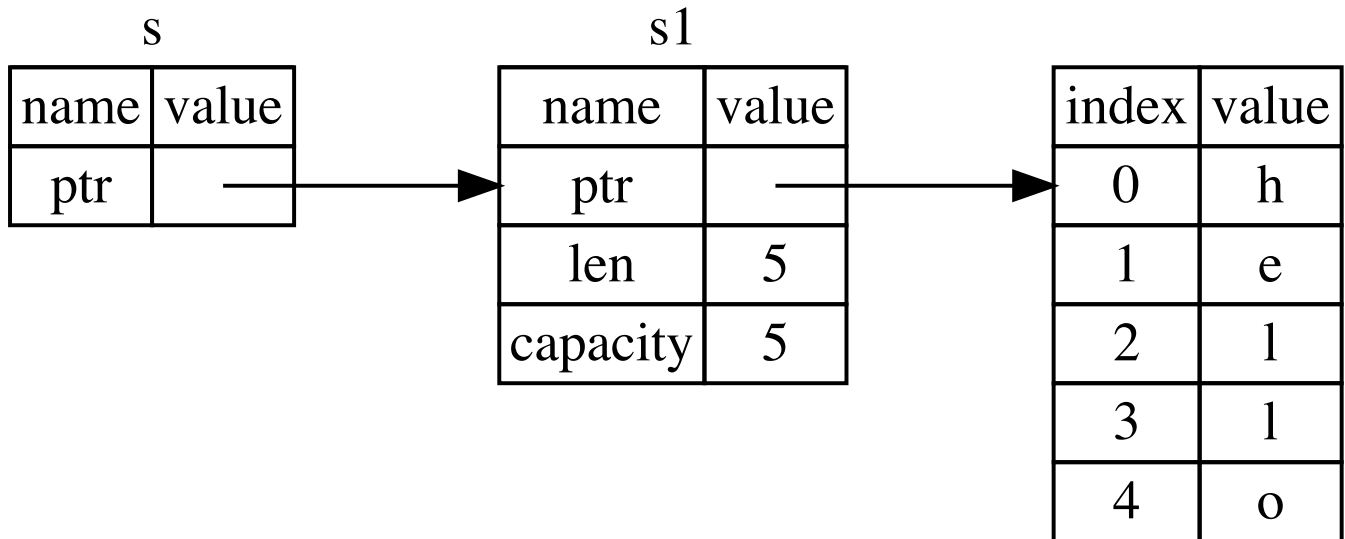 s
name value
ptr
s1
name value
ptr
len 5
capacity 5
index value
0 h
1 e
2 l
3 l
4 o